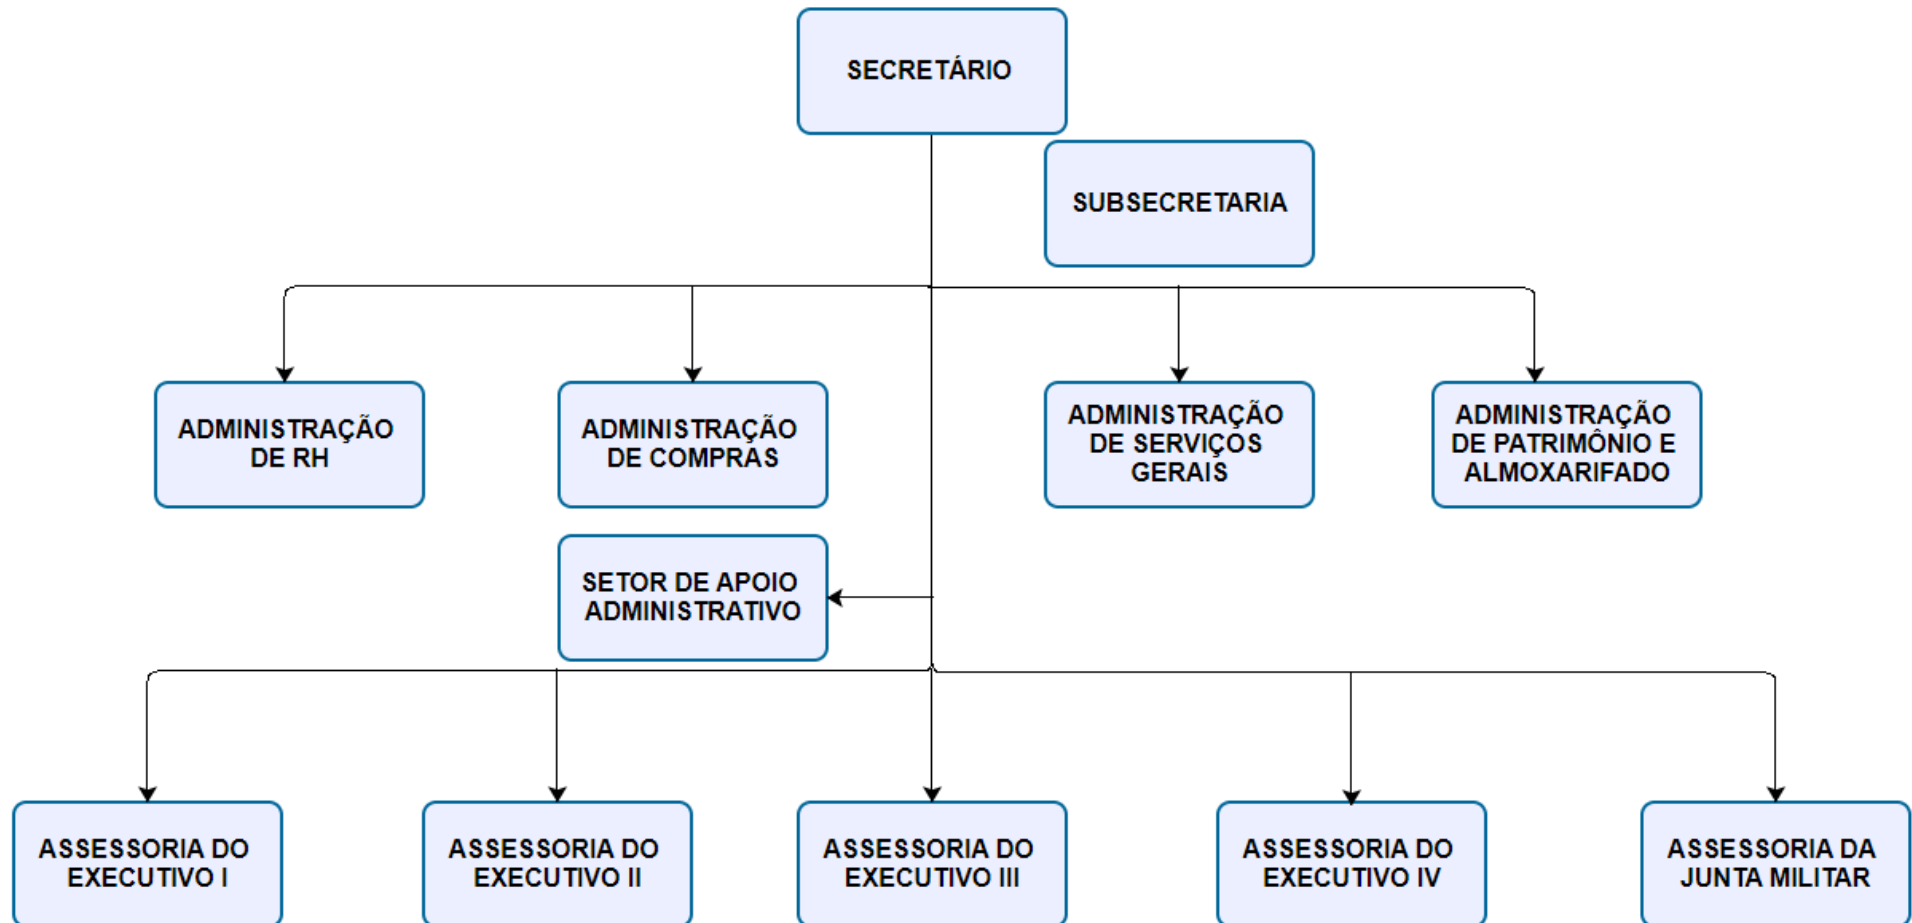 SECRETÁRIO
SUBSECRETARIA
ADMINISTRAÇÃO
DE RH
ADMINISTRAÇÃO
DE COMPRAS
ADMINISTRAÇÃO
DE SERVIÇOS
GERAIS
ADMINISTRAÇÃO
DE PATRIMÔNIO E
ALMOXARIFADO
SETOR DE APOIO
ADMINISTRATIVO
ASSESSORIA DO
EXECUTIVO I
ASSESSORIA DO
EXECUTIVO II
ASSESSORIA DO
EXECUTIVO III
ASSESSORIA DO
EXECUTIVO IV
ASSESSORIA DA
JUNTA MILITAR